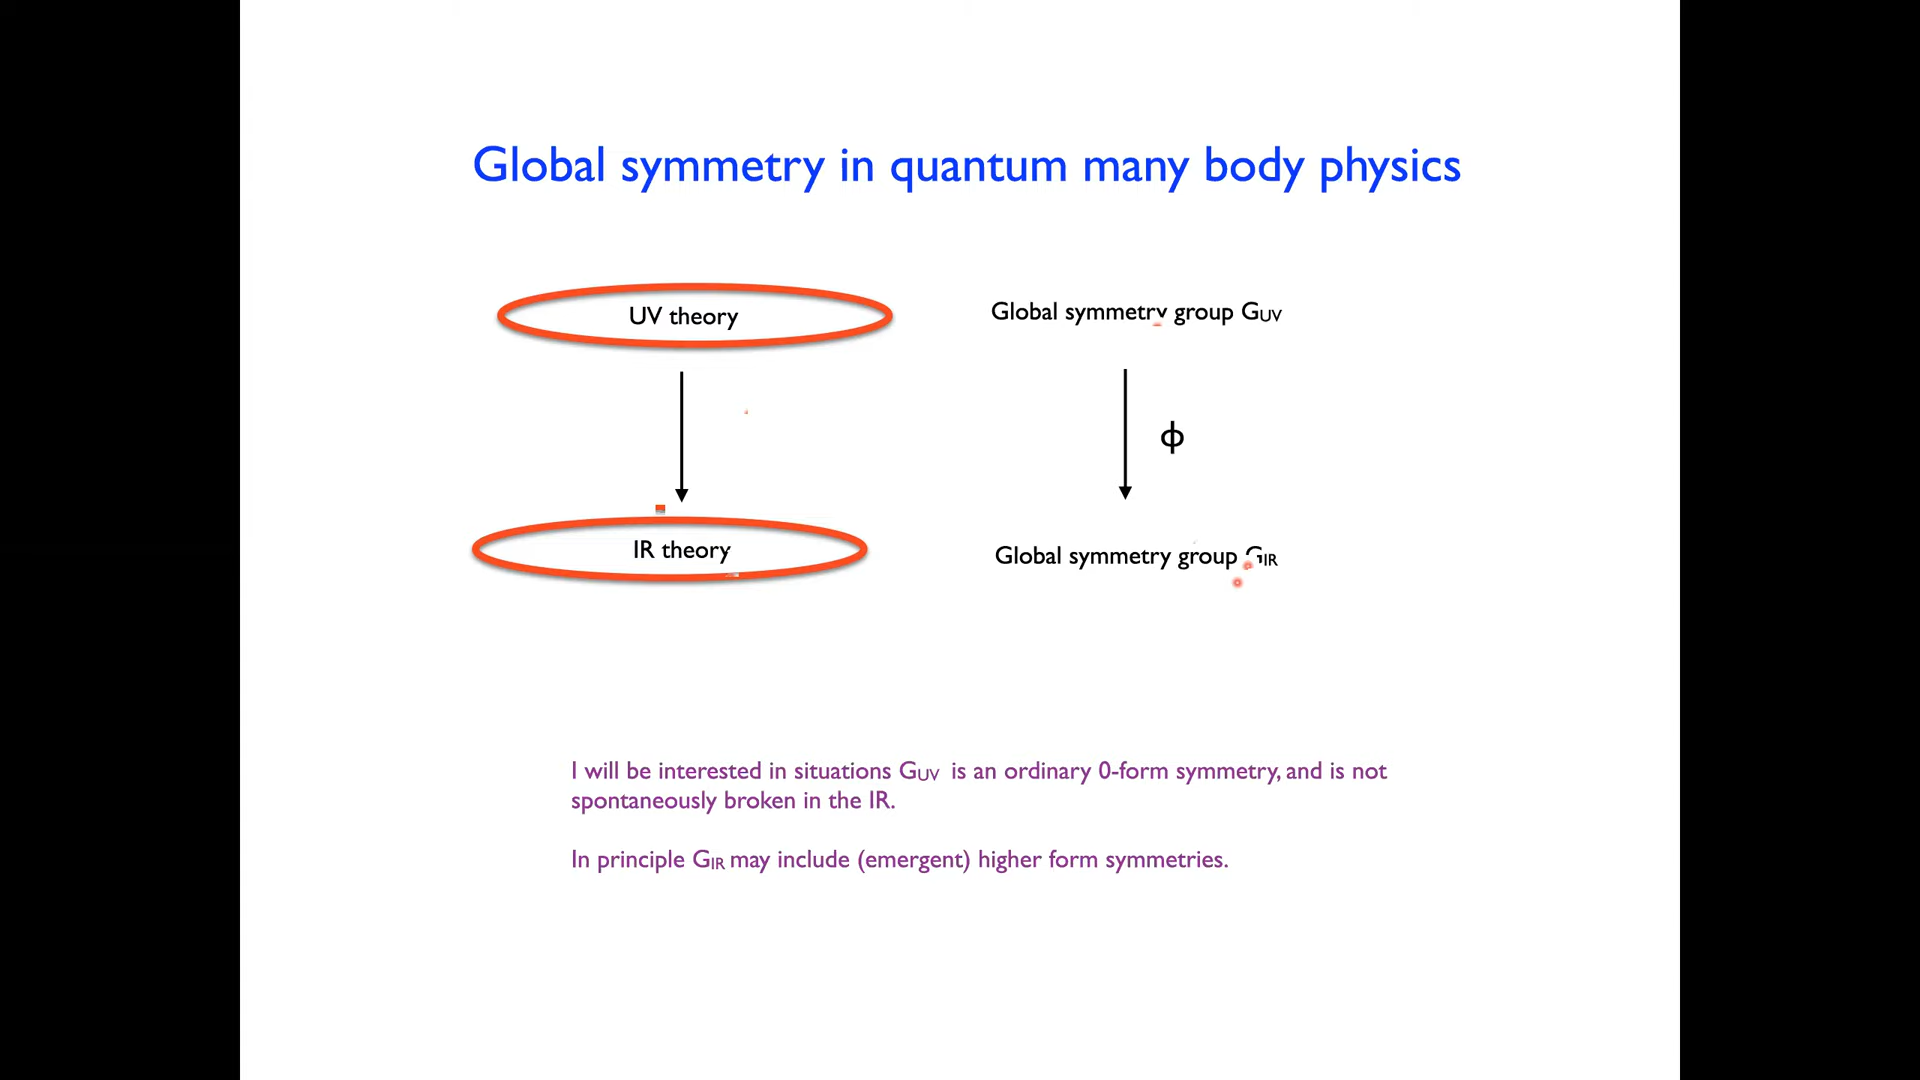 Global symmetry in quantum many body physics
UV theory
Global symmetry group GUV
ϕ
IR theory
Global symmetry group GIR
I will be interested in situations GUV is an ordinary 0-form symmetry, and is not
spontaneously broken in the IR.
In principle GIR may include (emergent) higher form symmetries.